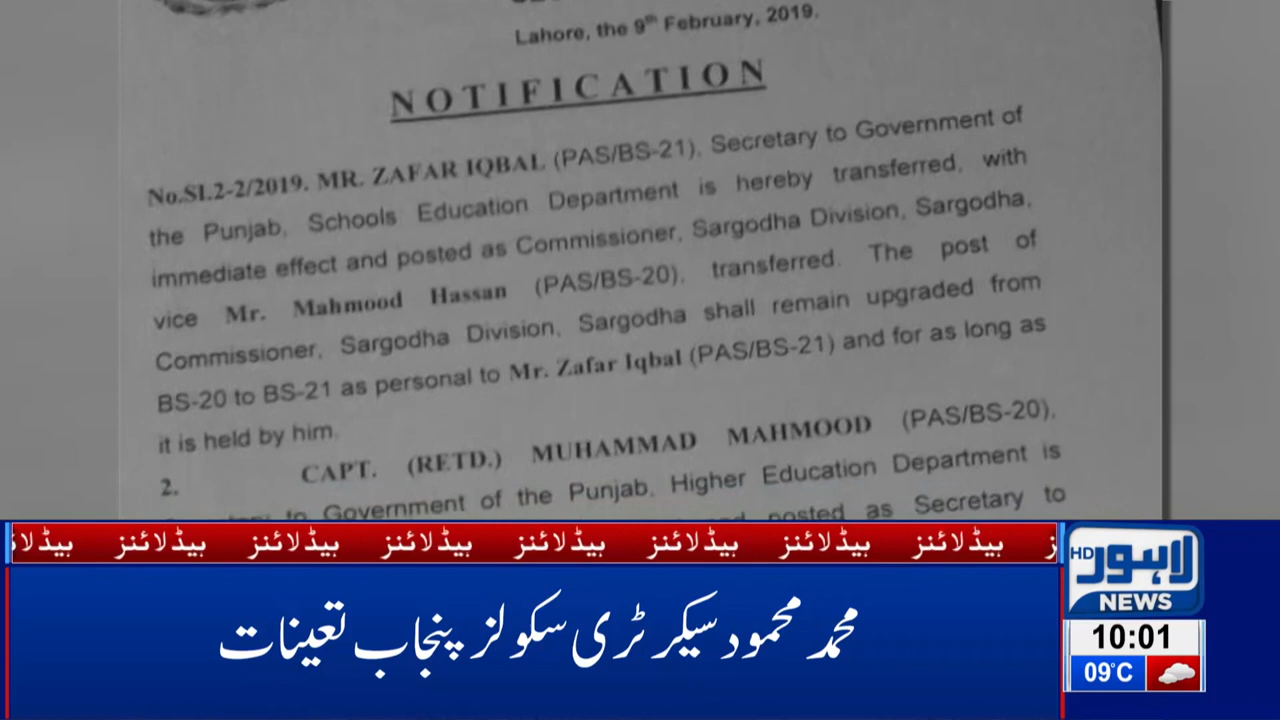 Lahore, the 9th February, 2019.
NOTIFICATION
No.SI.2-2/2019. MR. ZAFAR IQBAL (PAS/BS-21), Secretary to Government of
the Punjab, Schools Education Department is hereby transferred, with
immediate effect and posted as Commissioner, Sargodha Division, Sargodha,
vice Mr. Mahmood Hassan (PAS/BS-20), transferred. The post of
Commissioner, Sargodha Division, Sargodha shall remain upgraded from
BS-20 to BS-21 as personal to Mr. Zafar Iqbal (PAS/BS-21) and for as long as
it is held by him.
2. CAPT. (RETD.) MUHAMMAD MAHMOOD (PAS/BS-20),
to Government of the Punjab, Higher Education Department is
posted as Secretary to
ہیڈلائنز ہیڈلائنز ہیڈلائنز ہیڈلائنز ہیڈلائنز ہیڈلائنز ہیڈلائنز
محمد محمود سیکرٹری سکولز پنجاب تعینات
لاہور HD
NEWS
10:01
09°C